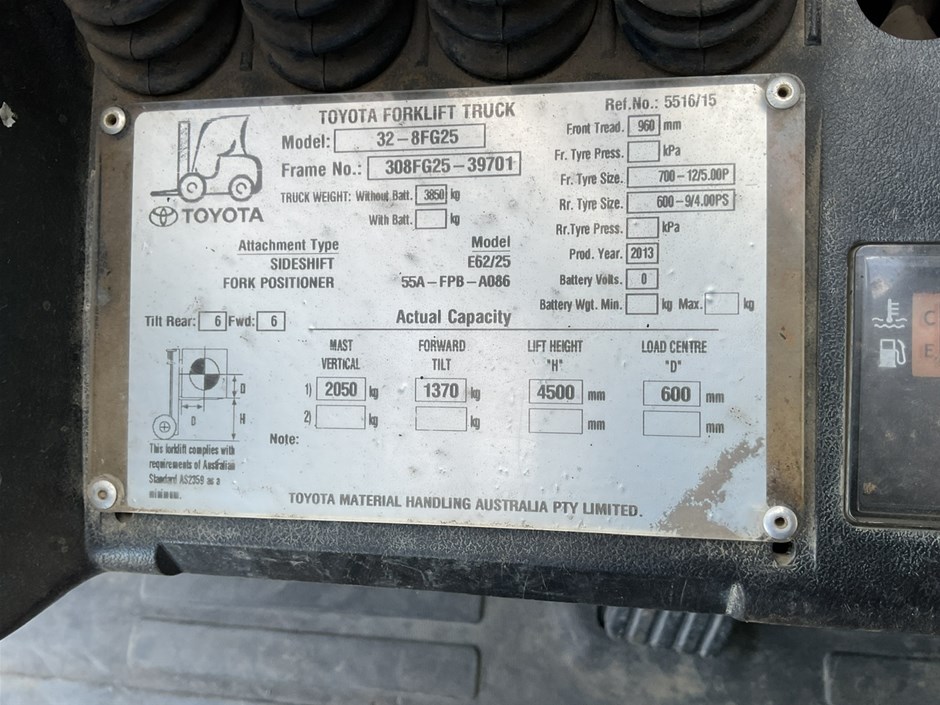 TOYOTA FORKLIFT TRUCK
Ref.No.: 5516/15
Model: 32-8FG25
Frame No.: 308FG25-39701
TRUCK WEIGHT: Without Batt. 3850 kg
With Batt. kg
TOYOTA
Front Tread. 960 mm
Fr. Tyre Press. kPa
Fr. Tyre Size. 700-12/5.00P
Rr. Tyre Size. 600-9/4.00PS
Rr.Tyre Press. kPa
Prod. Year. 2013
Battery Volts. 0
Battery Wgt. Min. kg Max. kg
Attachment Type Model
SIDESHIFT E62/25
FORK POSITIONER 55A-FPB-A086
Tilt Rear: 6 Fwd: 6
Actual Capacity
MAST VERTICAL
FORWARD TILT
LIFT HEIGHT "H"
LOAD CENTRE "D"
1) 2050 kg 1370 kg 4500 mm 600 mm
2) kg kg mm mm
D
D
H
Note:
This forklift complies with
requirements of Australian
Standard AS2359 as a
minimum.
TOYOTA MATERIAL HANDLING AUSTRALIA PTY LIMITED.
C
E